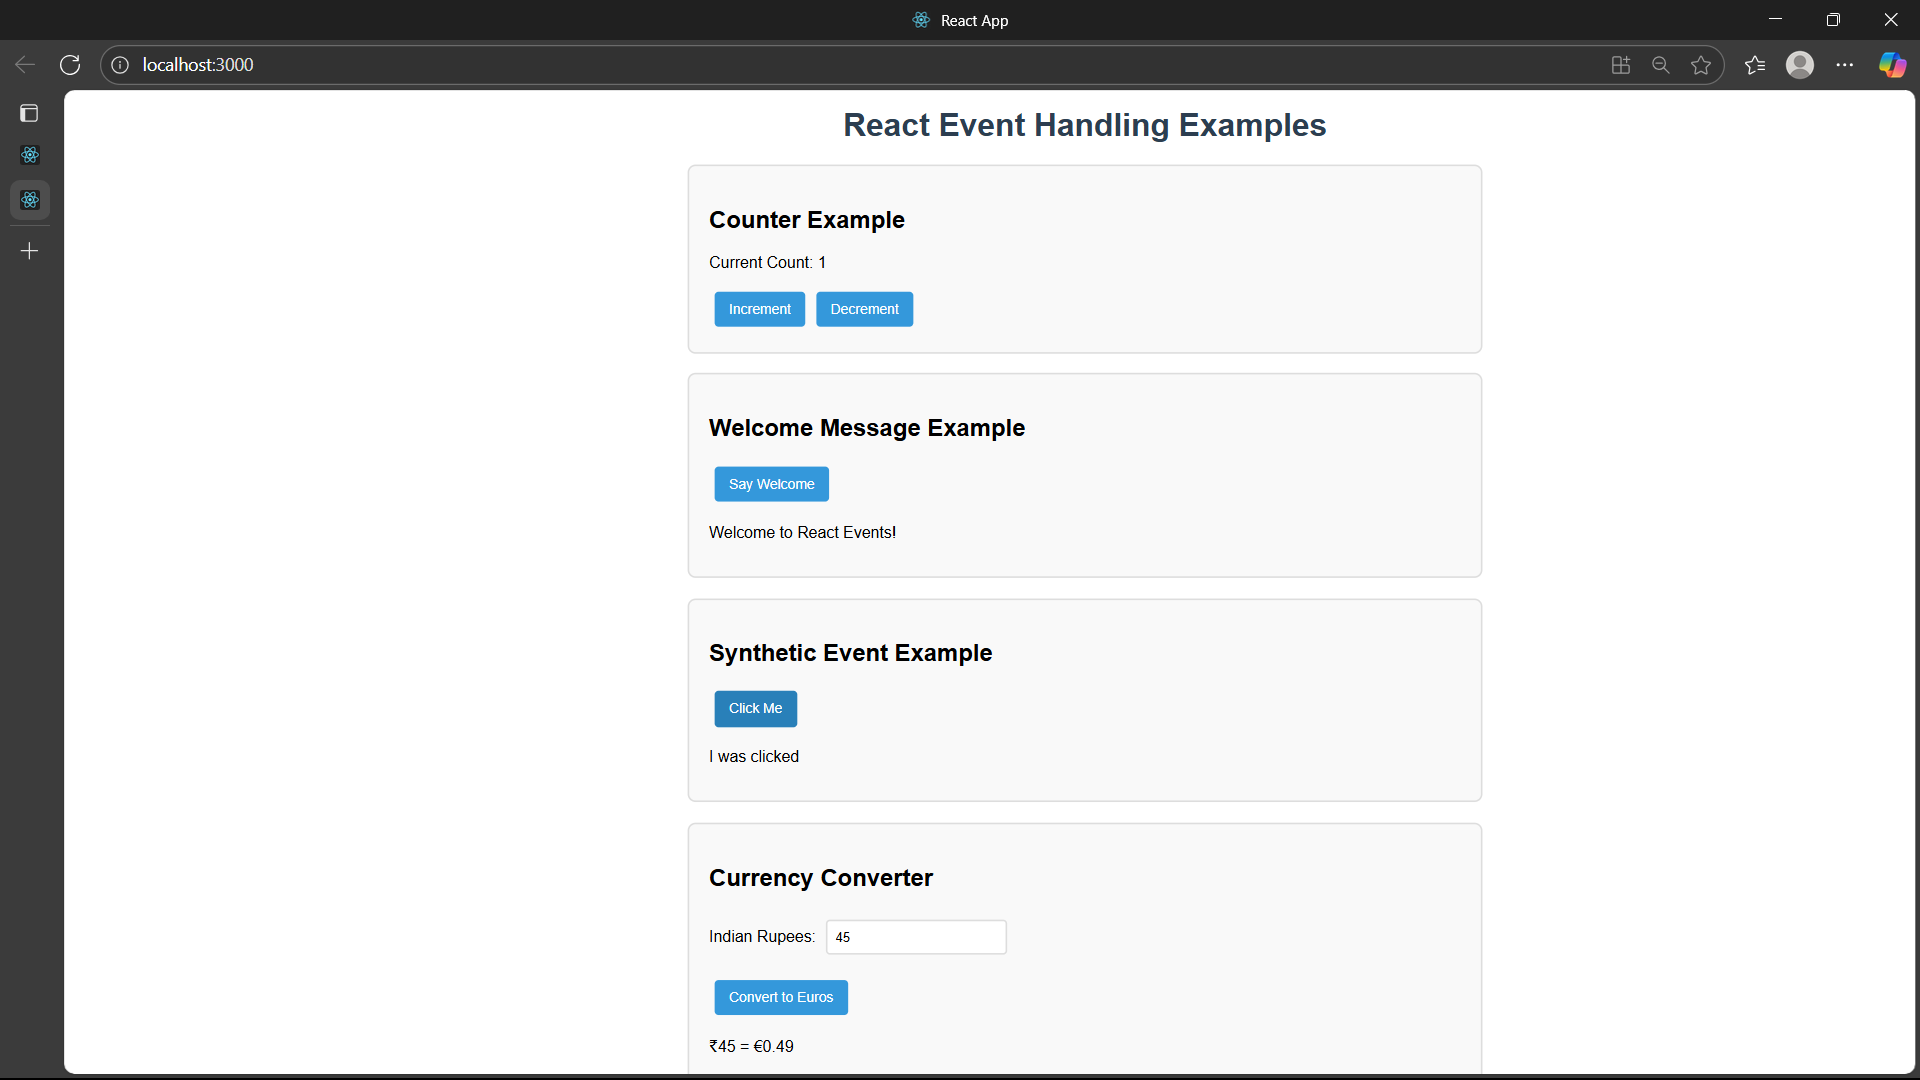 React App
localhost:3000
React Event Handling Examples
Counter Example
Current Count: 1
Increment Decrement
Welcome Message Example
Say Welcome
Welcome to React Events!
Synthetic Event Example
Click Me
I was clicked
Currency Converter
Indian Rupees: 45
Convert to Euros
₹45 = €0.49